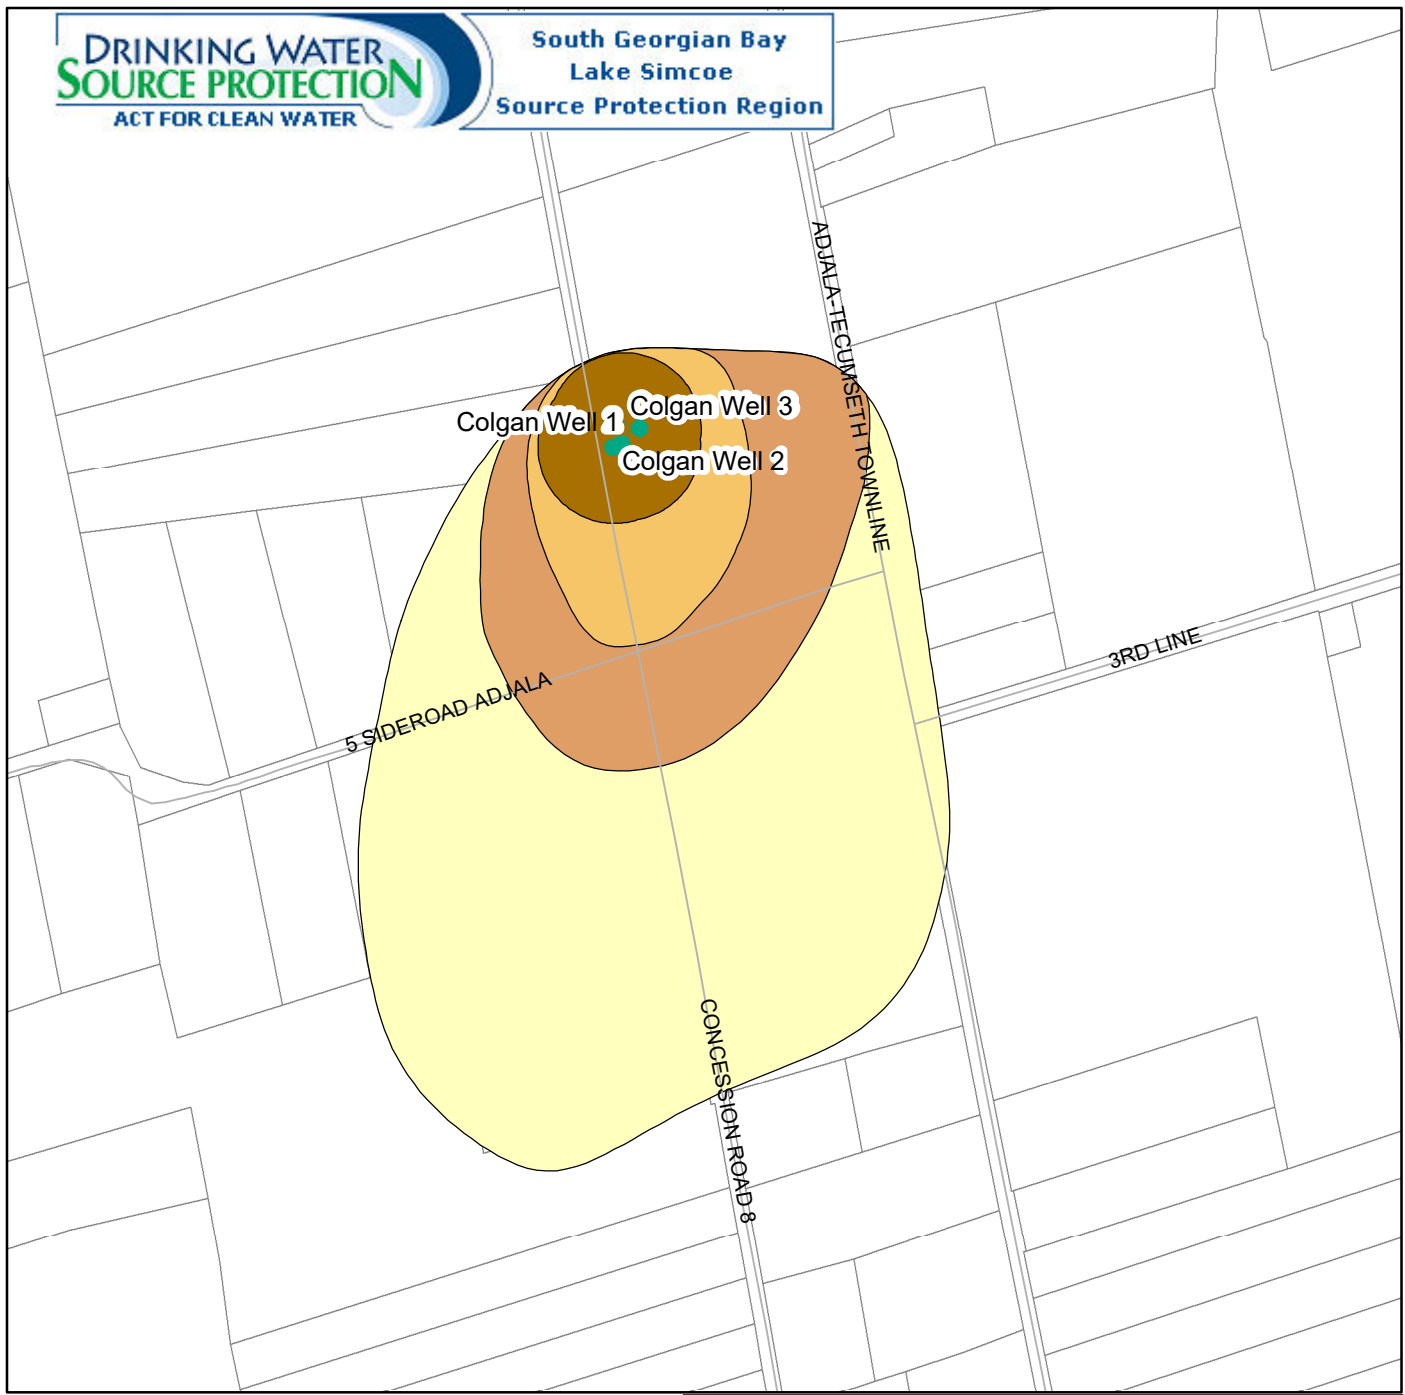 DRINKING WATER
SOURCE PROTECTION
ACT FOR CLEAN WATER
South Georgian Bay
Lake Simcoe
Source Protection Region
ADJALA-TECUMSETH TOWNLINE
Colgan Well 3
Colgan Well 1
Colgan Well 2
3RD LINE
5 SIDEROAD ADJALA
CONCESSION ROAD 8